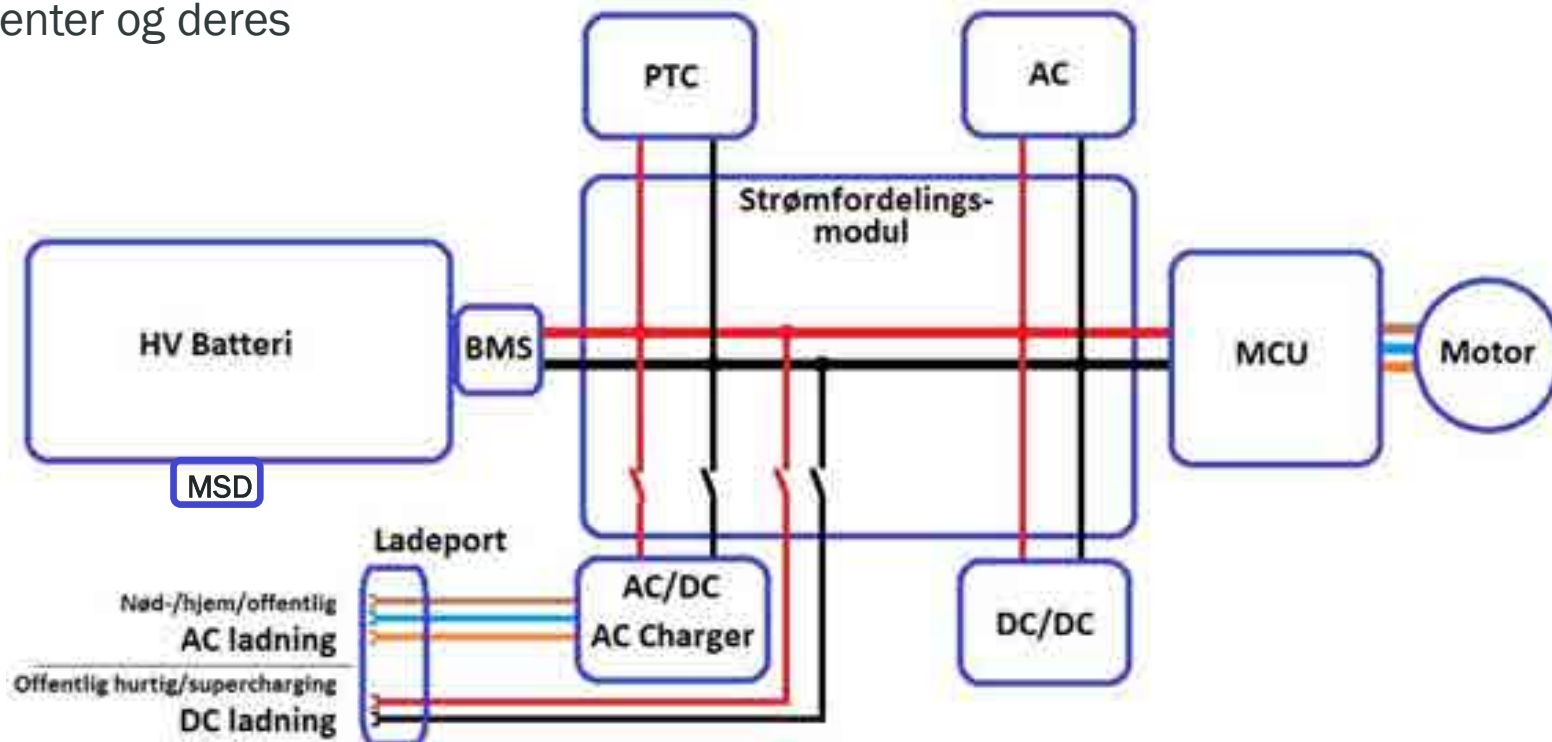 enter og deres
PTC
AC
Strømfordelings-
modul
HV Batteri
BMS
MCU
Motor
MSD
Ladeport
Nød-/hjem/offentlig
AC ladning
AC/DC
AC Charger
DC/DC
Offentlig hurtig/supercharging
DC ladning